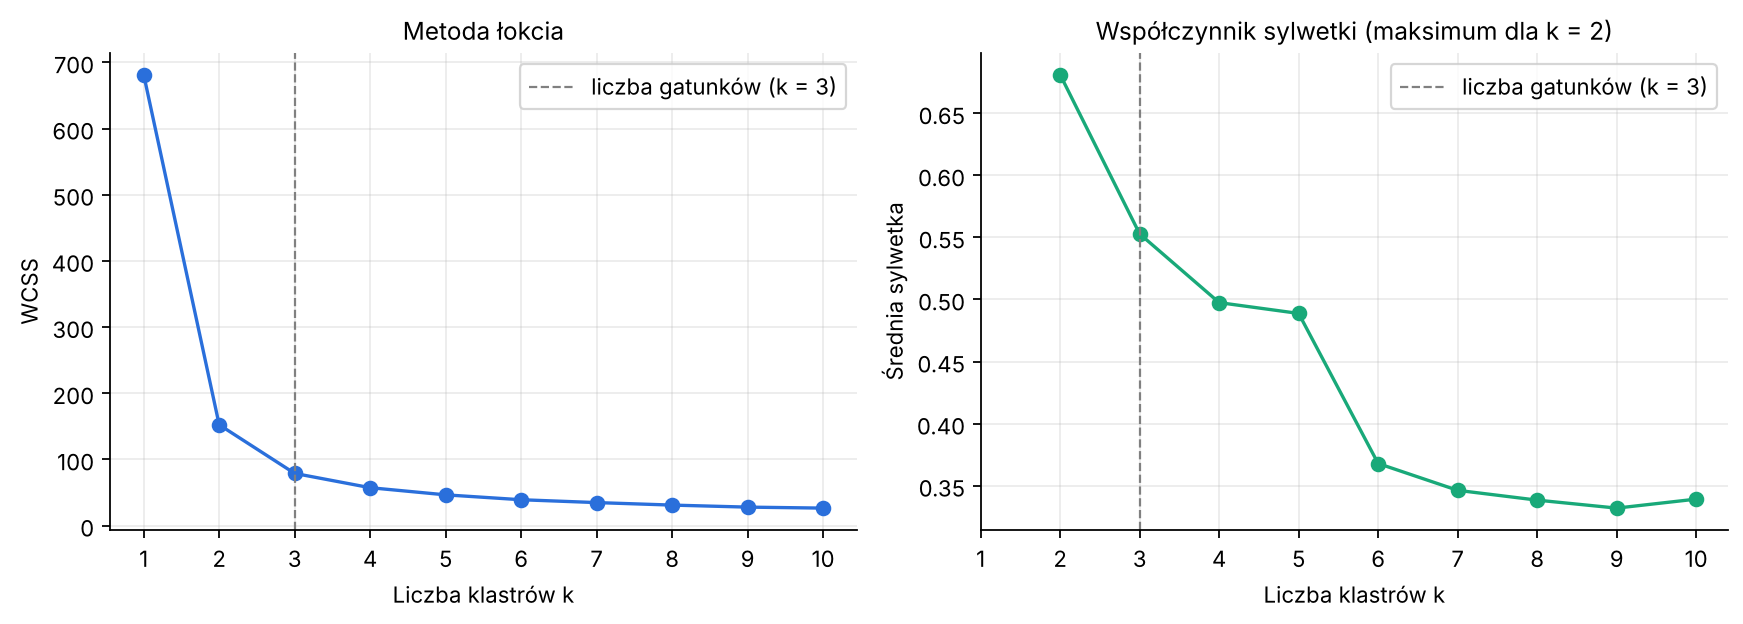 Metoda łokcia
700
600
500
400
300
200
100
0
WCSS
liczba gatunków (k = 3)
1 2 3 4 5 6 7 8 9 10
Liczba klastrów k
Współczynnik sylwetki (maksimum dla k = 2)
0.65
0.60
0.55
0.50
0.45
0.40
0.35
Średnia sylwetka
liczba gatunków (k = 3)
1 2 3 4 5 6 7 8 9 10
Liczba klastrów k